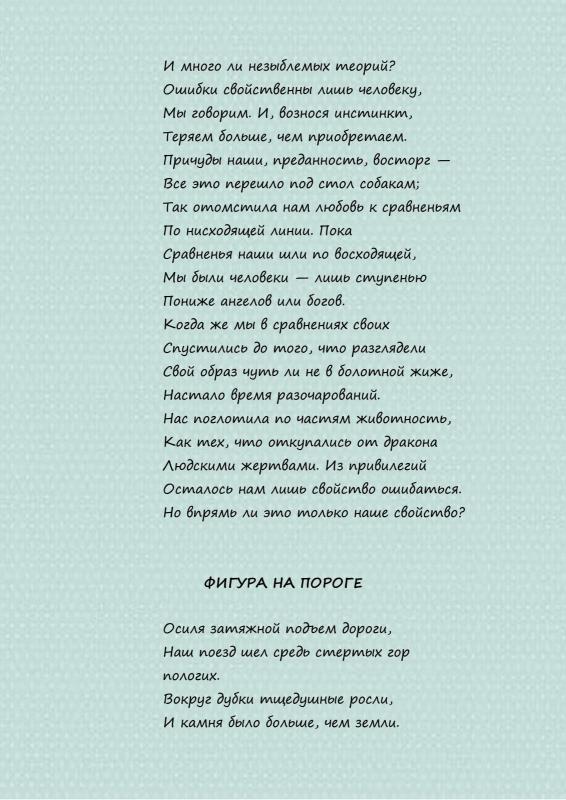 И много ли незыблемых теорий?
Ошибки свойственны лишь человеку,
Мы говорим. И, вознося инстинкт,
Теряем больше, чем приобретаем.
Причуды наши, преданность, восторг —
Все это перешло под стол собакам;
Так отомстила нам любовь к сравненьям
По нисходящей линии. Пока
Сравненья наши шли по восходящей,
Мы были человеки — лишь ступенью
Пониже ангелов или богов.
Когда же мы в сравнениях своих
Спустились до того, что разглядели
Свой образ чуть ли не в болотной жиже,
Настало время разочарований.
Нас поглотила по частям животность,
Как тех, что откупались от дракона
Людскими жертвами. Из привилегий
Осталось нам лишь свойство ошибаться.
Но впрямь ли это только наше свойство?
ФИГУРА НА ПОРОГЕ
Осиля затяжной подъем дороги,
Наш поезд шел средь стертых гор
пологих.
Вокруг дубки тщедушные росли,
И камня было больше, чем земли.